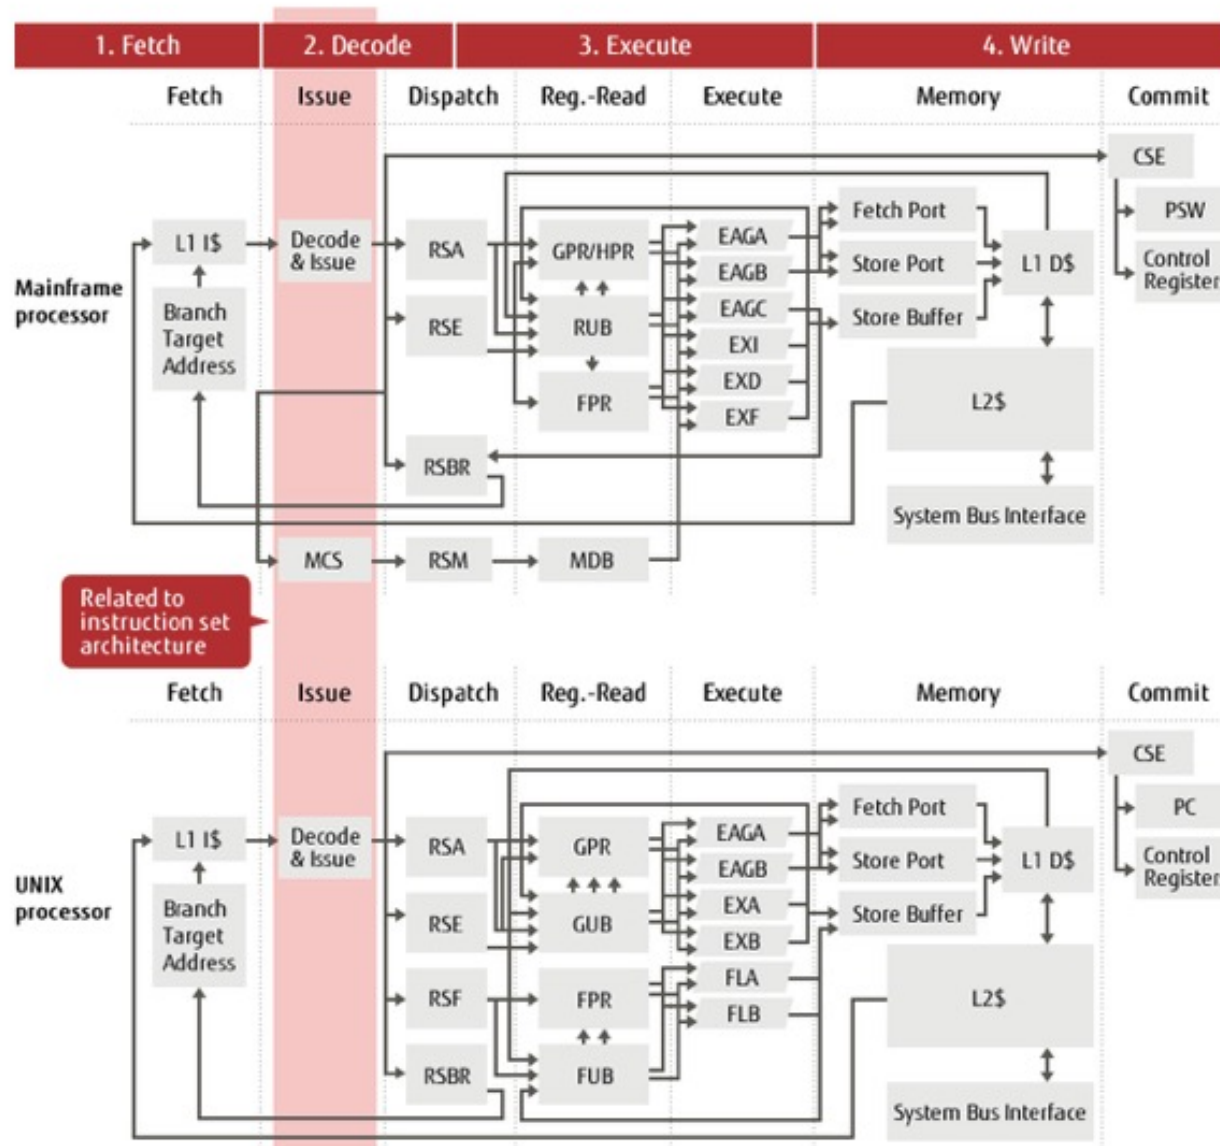 1. Fetch
2. Decode
3. Execute
4. Write
Fetch
Issue
Dispatch
Reg.-Read
Execute
Memory
Commit
Mainframe
processor
L1 I$
Branch
Target
Address
Decode
& Issue
MCS
RSA
RSE
RSBR
RSM
GPR/HPR
RUB
FPR
MDB
EAGA
EAGB
EAGC
EXI
EXD
EXF
Fetch Port
Store Port
Store Buffer
L1 D$
L2$
System Bus Interface
CSE
PSW
Control
Register
Related to
instruction set
architecture
Fetch
Issue
Dispatch
Reg.-Read
Execute
Memory
Commit
UNIX
processor
L1 I$
Branch
Target
Address
Decode
& Issue
RSA
RSE
RSF
RSBR
GPR
GUB
FPR
FUB
EAGA
EAGB
EXA
EXB
FLA
FLB
Fetch Port
Store Port
Store Buffer
L1 D$
L2$
System Bus Interface
CSE
PC
Control
Register